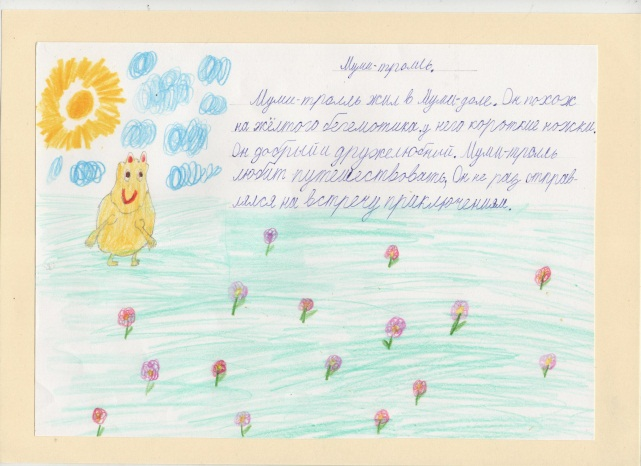 Муми-тролль.
Муми-тролль жил в Муми-доле. Он похож
на жёлтого бегемотика, у него короткие ножки.
Он добрый и дружелюбный. Муми-тролль
любит путешествовать, Он не раз отправ-
лялся на встречу приключениям.